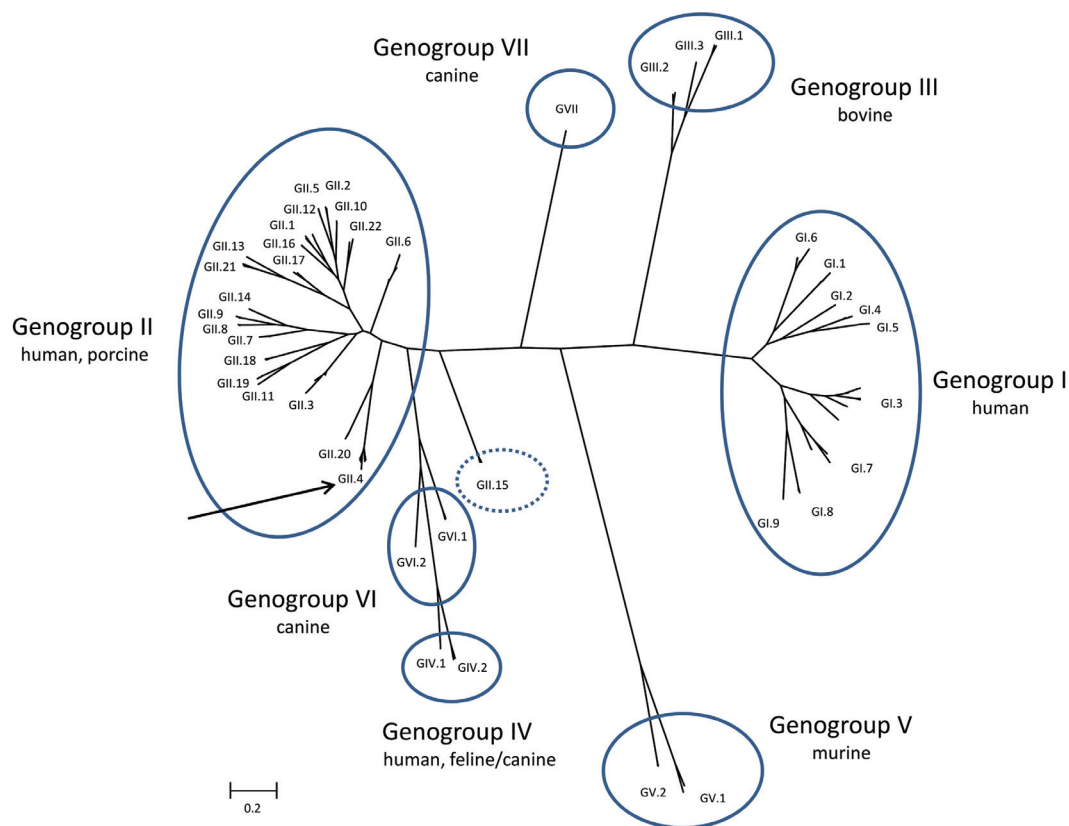 Genogroup VII
canine
GVII
GIII.1
GIII.3
GIII.2
Genogroup III
bovine
GII.5
GII.2
GII.12
GII.10
GII.1
GII.22
GII.16
GII.6
GII.13
GII.17
GII.21
GII.14
GII.9
GII.8
GII.7
GII.18
GII.19
GII.11
GII.3
GII.20
GII.4
Genogroup II
human, porcine
GI.6
GI.1
GI.2
GI.4
GI.5
GI.3
GI.7
GI.8
GI.9
Genogroup I
human
GII.15
GVI.1
GVI.2
Genogroup VI
canine
GIV.1
GIV.2
Genogroup IV
human, feline/canine
Genogroup V
murine
GV.2
GV.1
0.2